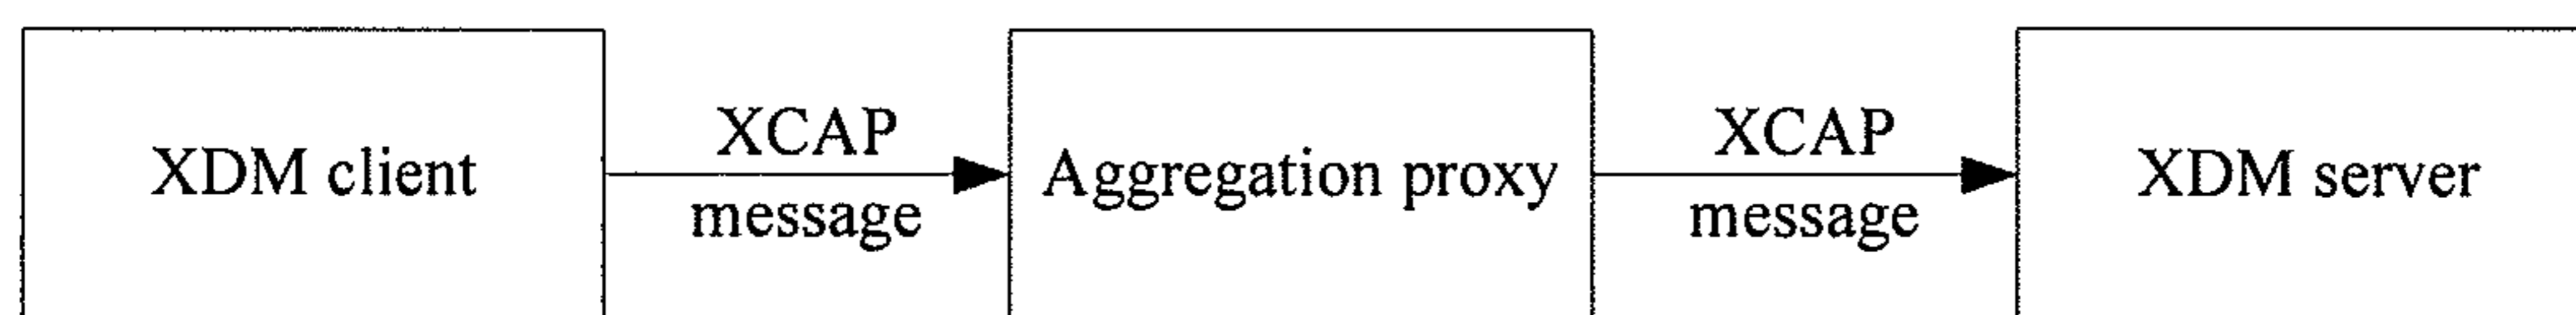 XDM client
XCAP
message
Aggregation proxy
XCAP
message
XDM server